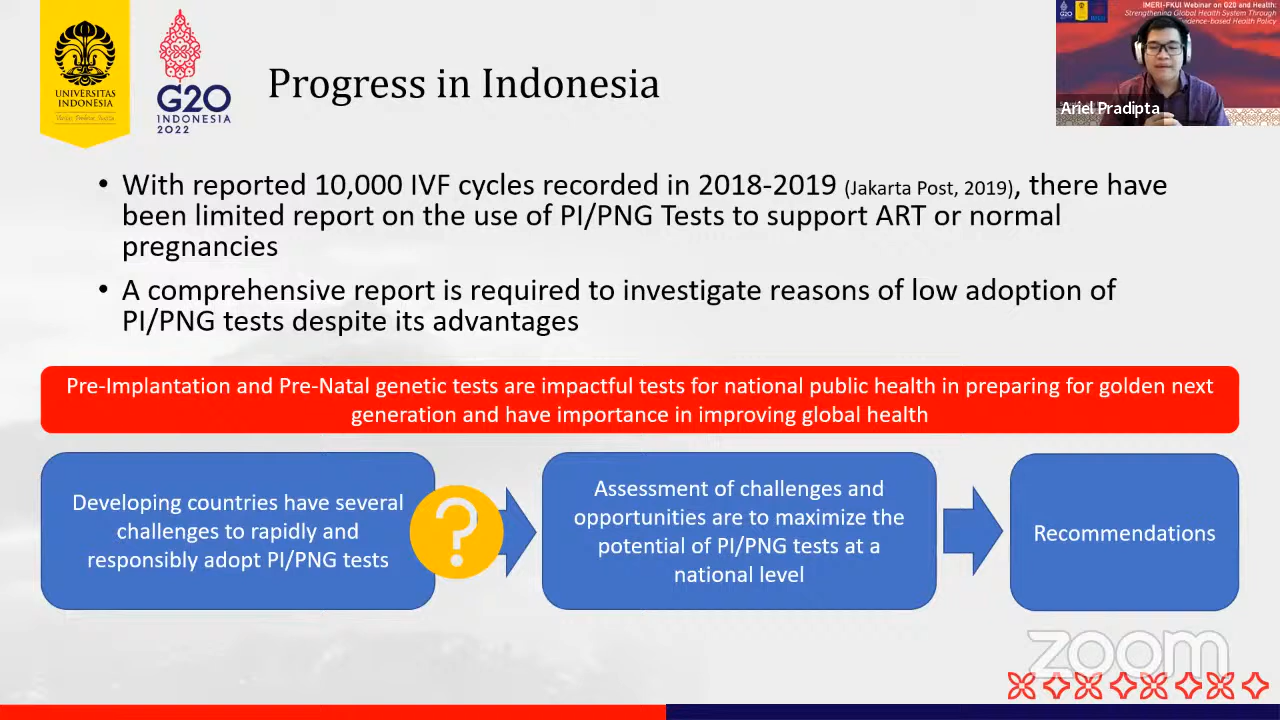 UNIVERSITAS
INDONESIA
G20
INDONESIA
2022
Progress in Indonesia
IMERI-FKUI Webinar on G20 and Health:
Strengthening Global Health System Through
Evidence-based Health Policy
Ariel Pradipta
• With reported 10,000 IVF cycles recorded in 2018-2019 (Jakarta Post, 2019), there have
been limited report on the use of PI/PNG Tests to support ART or normal
pregnancies
• A comprehensive report is required to investigate reasons of low adoption of
PI/PNG tests despite its advantages
Pre-Implantation and Pre-Natal genetic tests are impactful tests for national public health in preparing for golden next
generation and have importance in improving global health
Developing countries have several
challenges to rapidly and
responsibly adopt PI/PNG tests
?
Assessment of challenges and
opportunities are to maximize the
potential of PI/PNG tests at a
national level
Recommendations
zoom